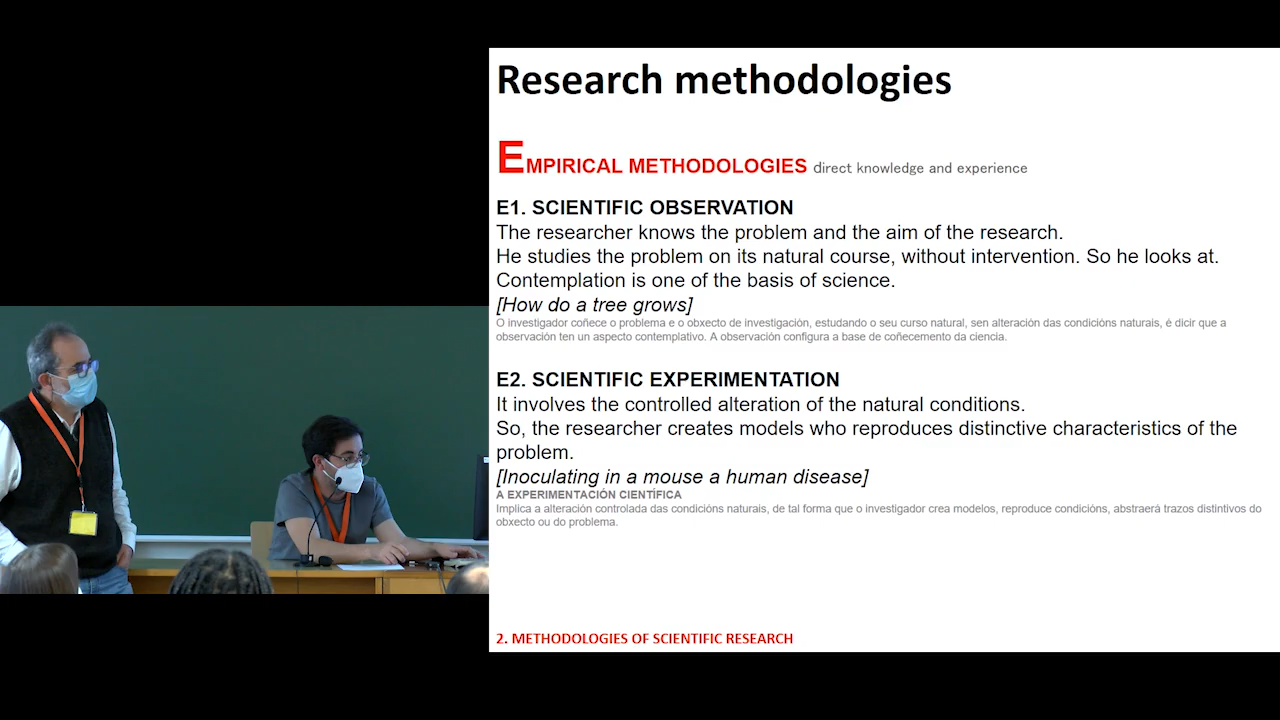 Research methodologies
EMPIRICAL METHODOLOGIES direct knowledge and experience
E1. SCIENTIFIC OBSERVATION
The researcher knows the problem and the aim of the research.
He studies the problem on its natural course, without intervention. So he looks at.
Contemplation is one of the basis of science.
[How do a tree grows]
O investigador coñece o problema e o obxecto de investigación, estudando o seu curso natural, sen alteración das condicións naturais, é dicir que a
observación ten un aspecto contemplativo. A observación configura a base de coñecemento da ciencia.
E2. SCIENTIFIC EXPERIMENTATION
It involves the controlled alteration of the natural conditions.
So, the researcher creates models who reproduces distinctive characteristics of the
problem.
[Inoculating in a mouse a human disease]
A EXPERIMENTACIÓN CIENTÍFICA
Implica a alteración controlada das condicións naturais, de tal forma que o investigador crea modelos, reproduce condicións, abstraerá trazos distintivos do
obxecto ou do problema.
2. METHODOLOGIES OF SCIENTIFIC RESEARCH